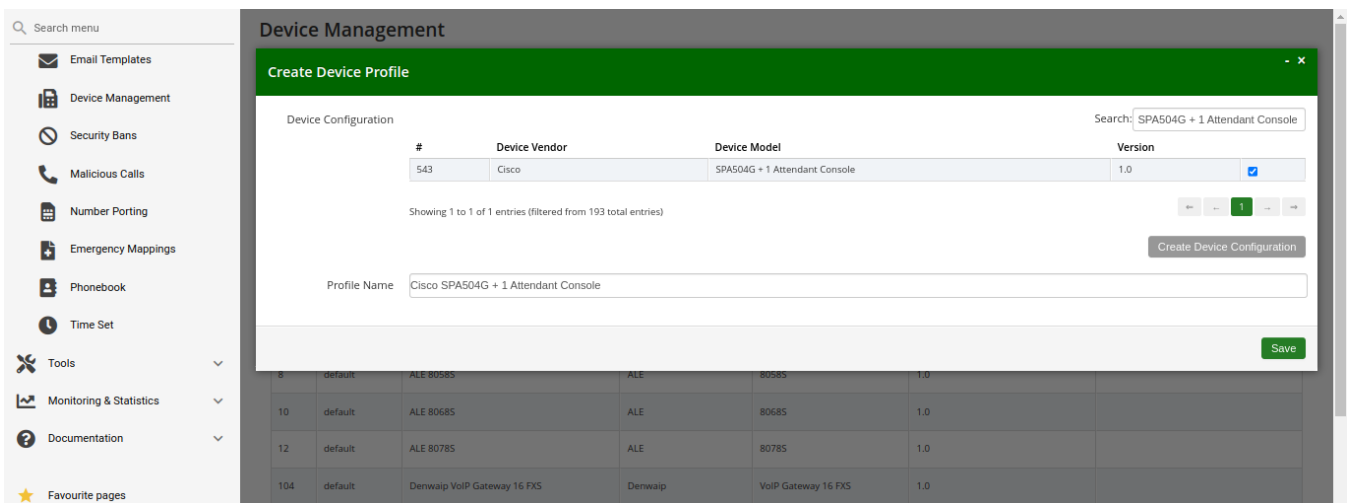 Search menu
Email Templates
Device Management
Security Bans
Malicious Calls
Number Porting
Emergency Mappings
Phonebook
Time Set
Tools
Monitoring & Statistics
Documentation
Favourite pages
Device Management
Create Device Profile - ×
Device Configuration Search: SPA504G + 1 Attendant Console
# Device Vendor Device Model Version
543 Cisco SPA504G + 1 Attendant Console 1.0
Showing 1 to 1 of 1 entries (filtered from 193 total entries) ⇐ ← 1 → ⇒
Create Device Configuration
Profile Name Cisco SPA504G + 1 Attendant Console
Save
8 default ALE 8058S ALE 8058S 1.0
10 default ALE 8068S ALE 8068S 1.0
12 default ALE 8078S ALE 8078S 1.0
104 default Denwaip VoIP Gateway 16 FXS Denwaip VoIP Gateway 16 FXS 1.0